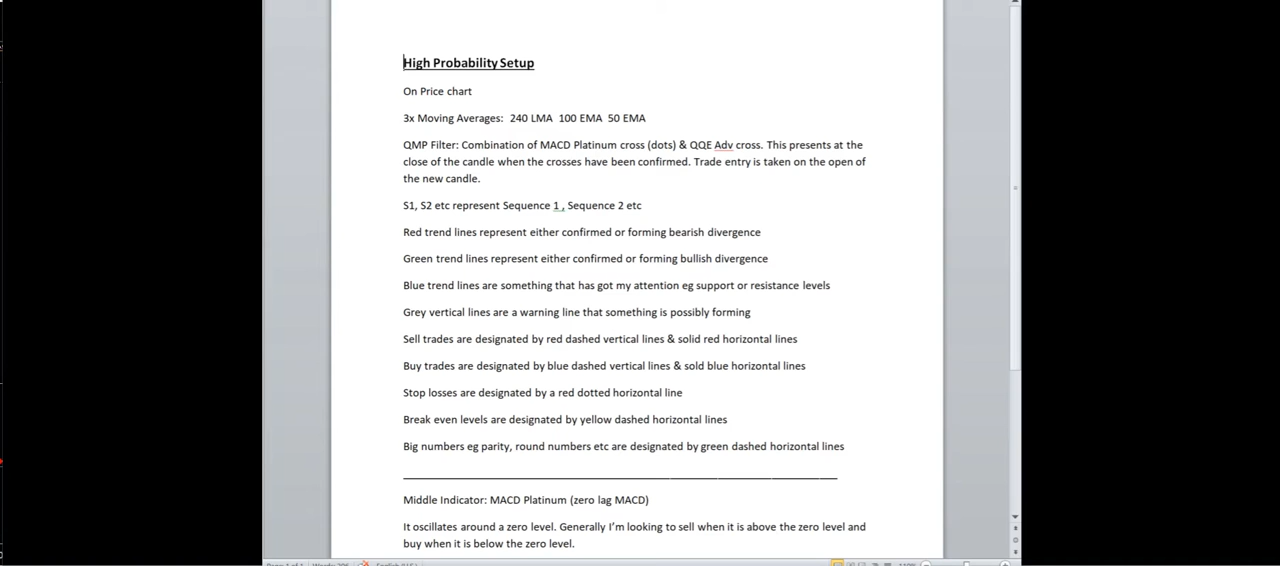 High Probability Setup
On Price chart
3x Moving Averages:  240 LMA  100 EMA  50 EMA
QMP Filter: Combination of MACD Platinum cross (dots) & QQE Adv cross. This presents at the
close of the candle when the crosses have been confirmed. Trade entry is taken on the open of
the new candle.
S1, S2 etc represent Sequence 1 , Sequence 2 etc
Red trend lines represent either confirmed or forming bearish divergence
Green trend lines represent either confirmed or forming bullish divergence
Blue trend lines are something that has got my attention eg support or resistance levels
Grey vertical lines are a warning line that something is possibly forming
Sell trades are designated by red dashed vertical lines & solid red horizontal lines
Buy trades are designated by blue dashed vertical lines & sold blue horizontal lines
Stop losses are designated by a red dotted horizontal line
Break even levels are designated by yellow dashed horizontal lines
Big numbers eg parity, round numbers etc are designated by green dashed horizontal lines
Middle Indicator: MACD Platinum (zero lag MACD)
It oscillates around a zero level. Generally I'm looking to sell when it is above the zero level and
buy when it is below the zero level.